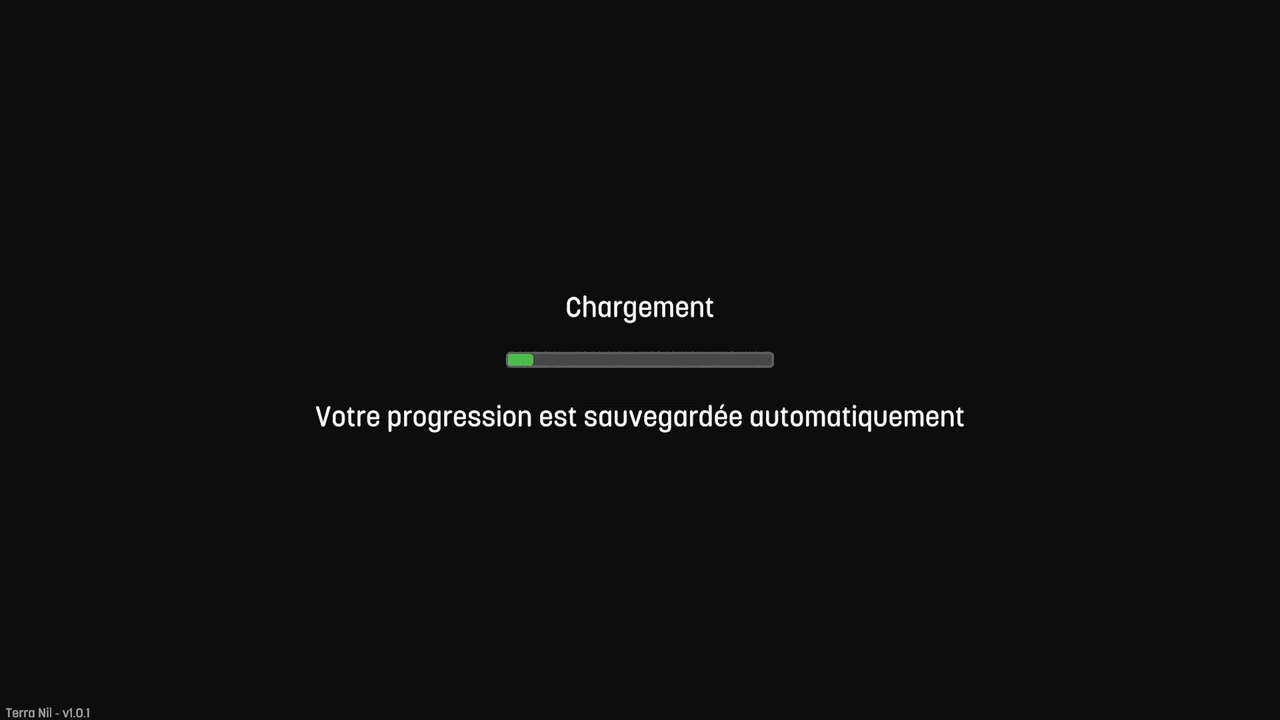 Chargement
Votre progression est sauvegardée automatiquement
Terra Nil - v1.0.1